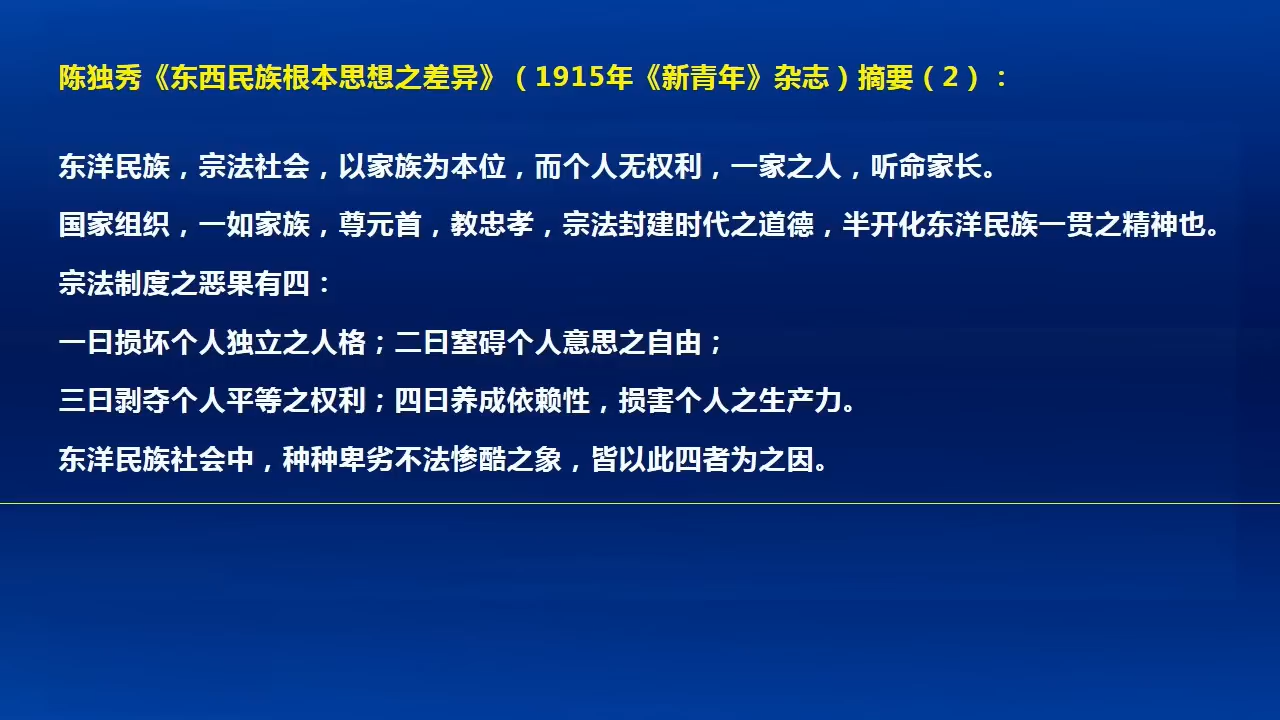 陈独秀《东西民族根本思想之差异》（1915年《新青年》杂志）摘要（2）：
东洋民族，宗法社会，以家族为本位，而个人无权利，一家之人，听命家长。
国家组织，一如家族，尊元首，教忠孝，宗法封建时代之道德，半开化东洋民族一贯之精神也。
宗法制度之恶果有四：
一曰损坏个人独立之人格；二曰窒碍个人意思之自由；
三曰剥夺个人平等之权利；四曰养成依赖性，损害个人之生产力。
东洋民族社会中，种种卑劣不法惨酷之象，皆以此四者为之因。